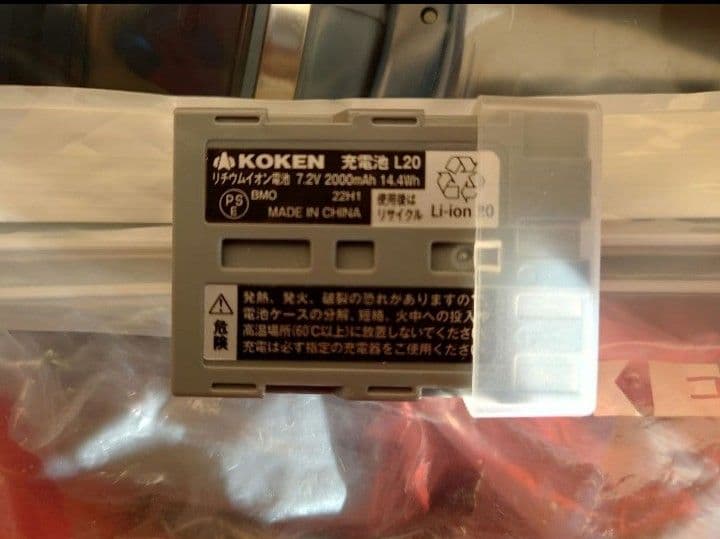 KOKEN 充電池 L20
リチウムイオン電池 7.2V 2000mAh 14.4Wh
PS
E
BMO 22H1
MADE IN CHINA
使用後は
リサイクル
Li-ion 20
危険
発熱、発火、破裂の恐れがありますので
電池ケースの分解、短絡、火中への投入や
高温場所(60℃以上)に放置しないでくださ
充電は必ず指定の充電器をご使用くださ
コ